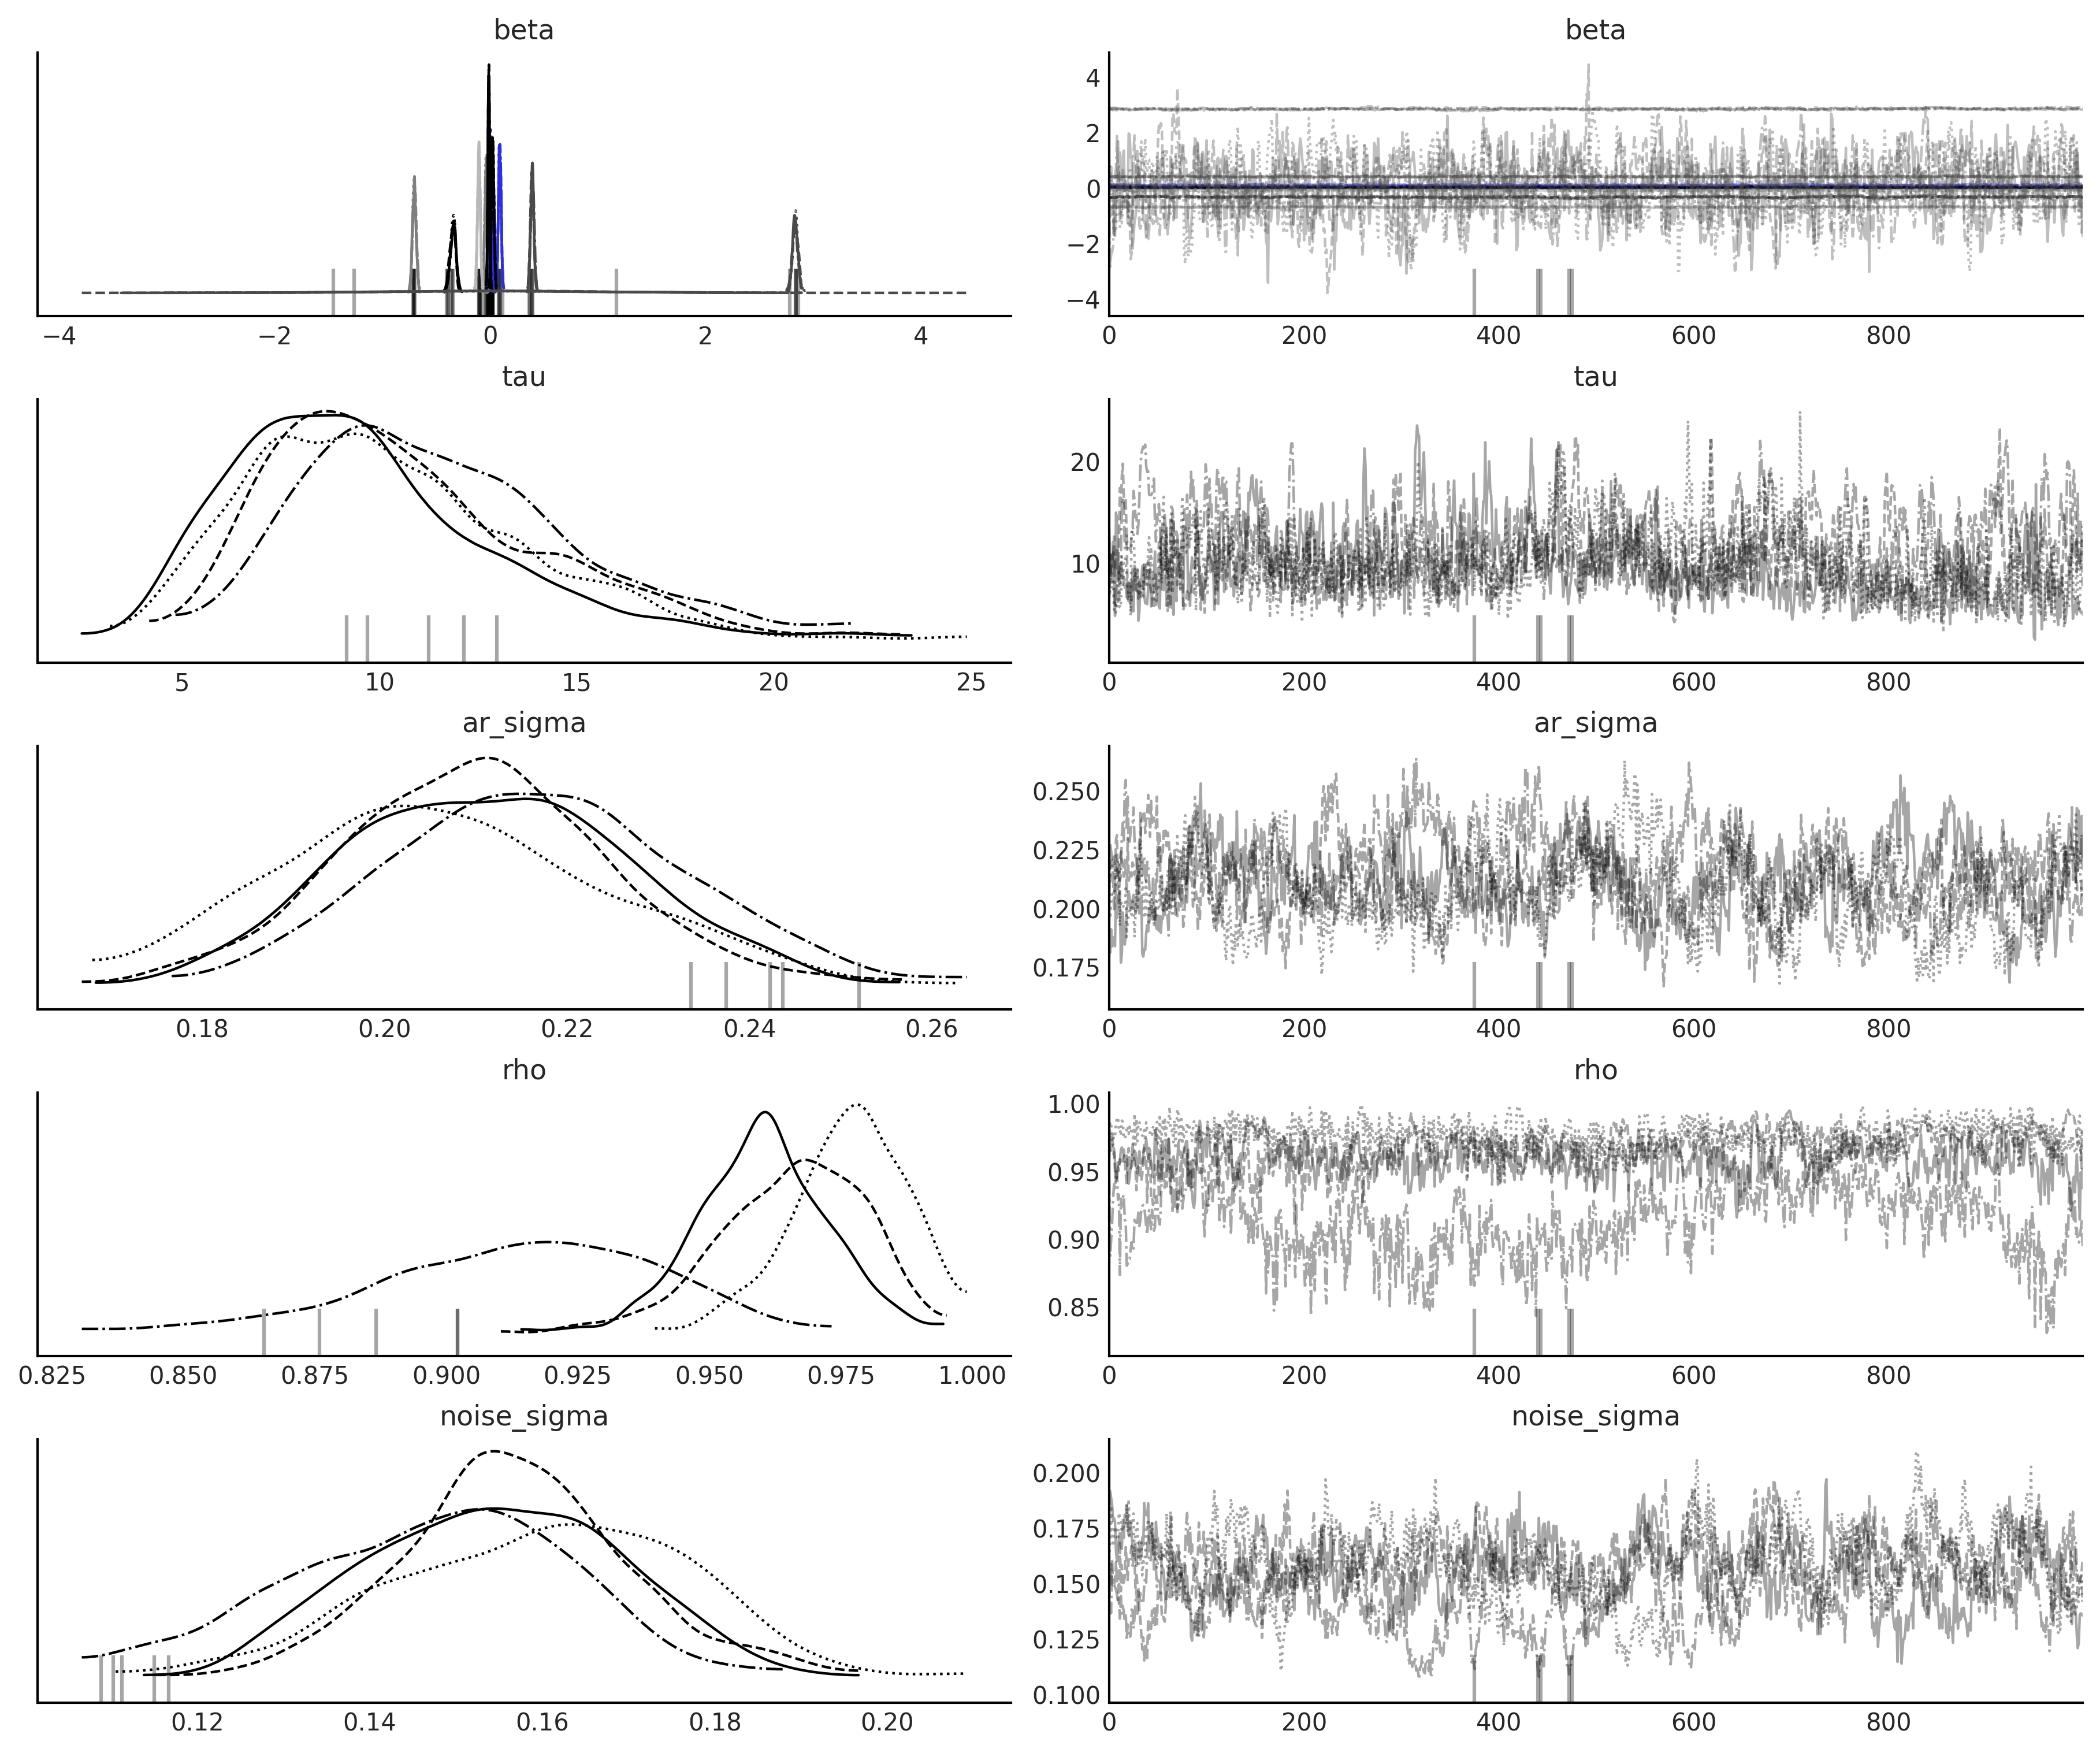 beta beta
4
2
0
−2
−4
−4 −2 0 2 4 0 200 400 600 800
tau tau
20
10
5 10 15 20 25 0 200 400 600 800
ar_sigma ar_sigma
0.250
0.225
0.200
0.175
0.18 0.20 0.22 0.24 0.26 0 200 400 600 800
rho rho
1.00
0.95
0.90
0.85
0.825 0.850 0.875 0.900 0.925 0.950 0.975 1.000 0 200 400 600 800
noise_sigma noise_sigma
0.200
0.175
0.150
0.125
0.100
0.12 0.14 0.16 0.18 0.20 0 200 400 600 800